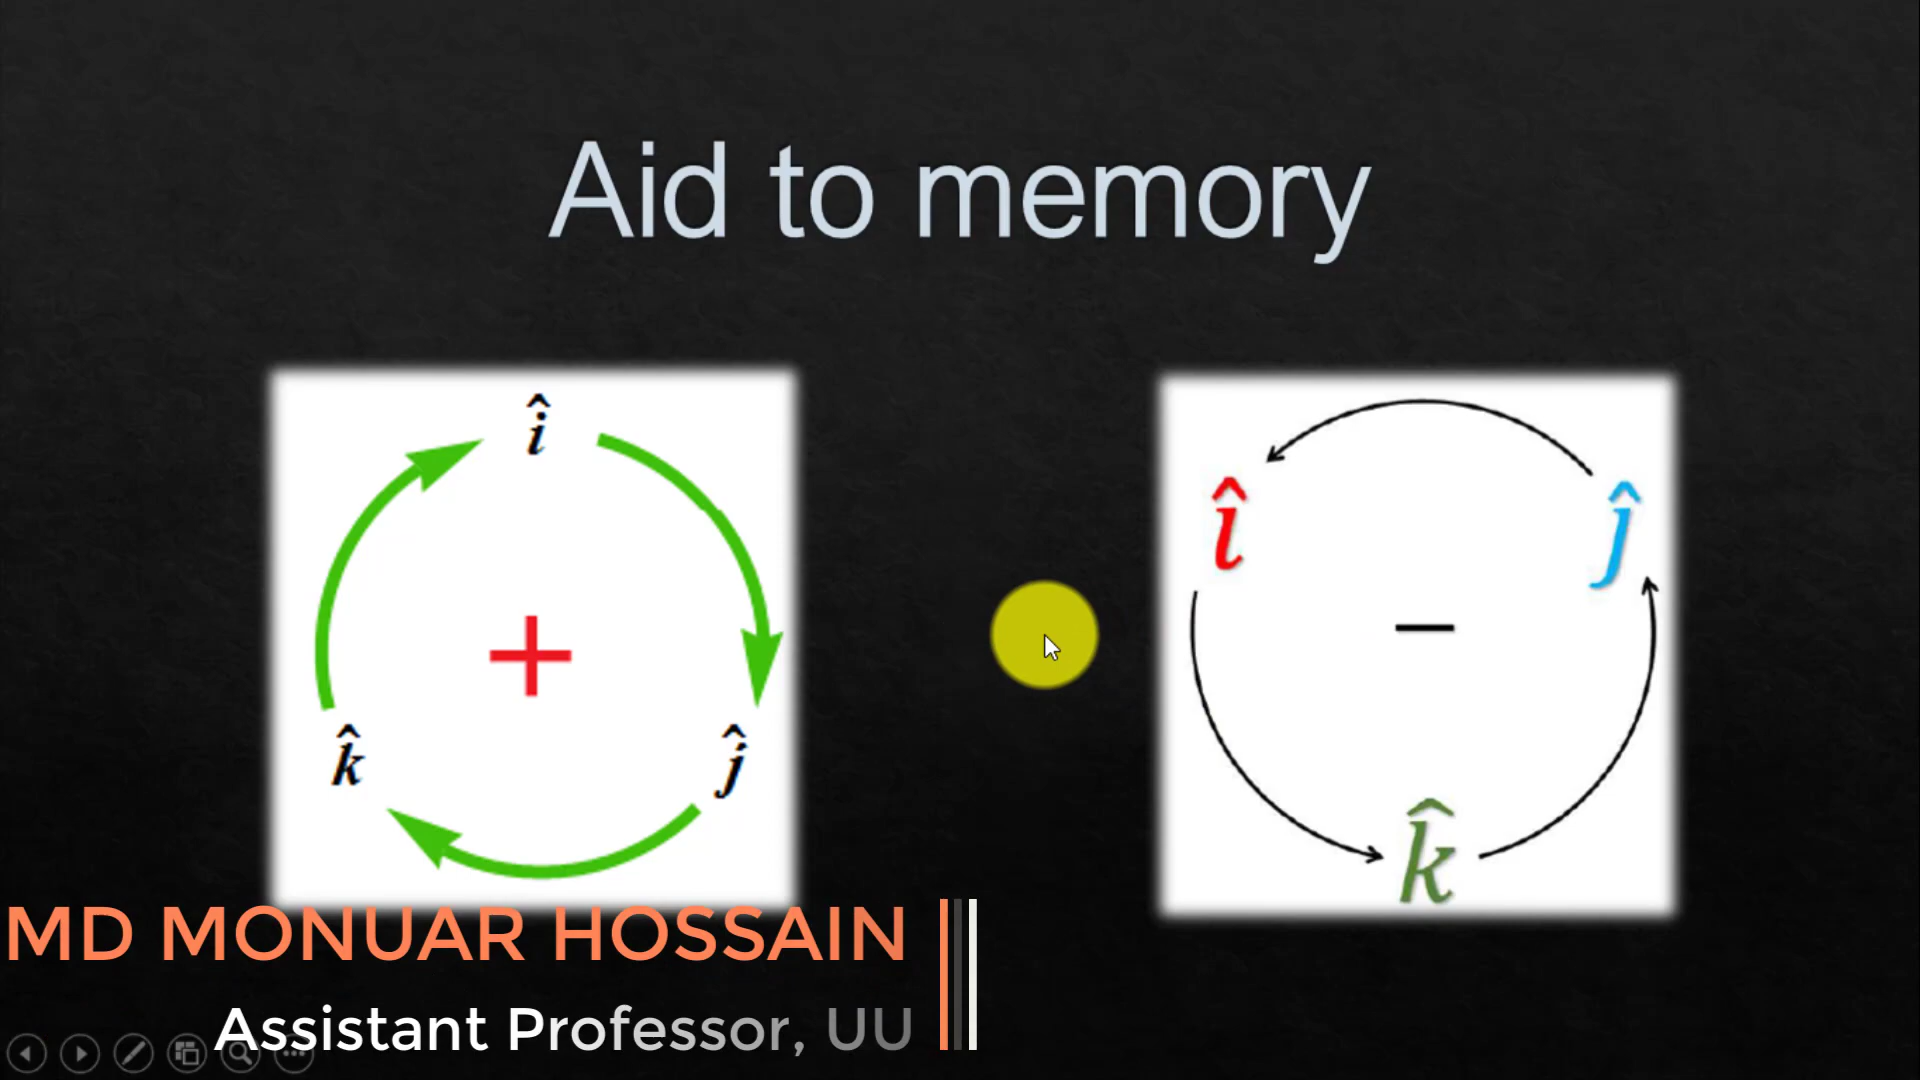 Aid to memory
î
+
k̂
ĵ
î
ĵ
−
k̂
MD MONUAR HOSSAIN
Assistant Professor, UU